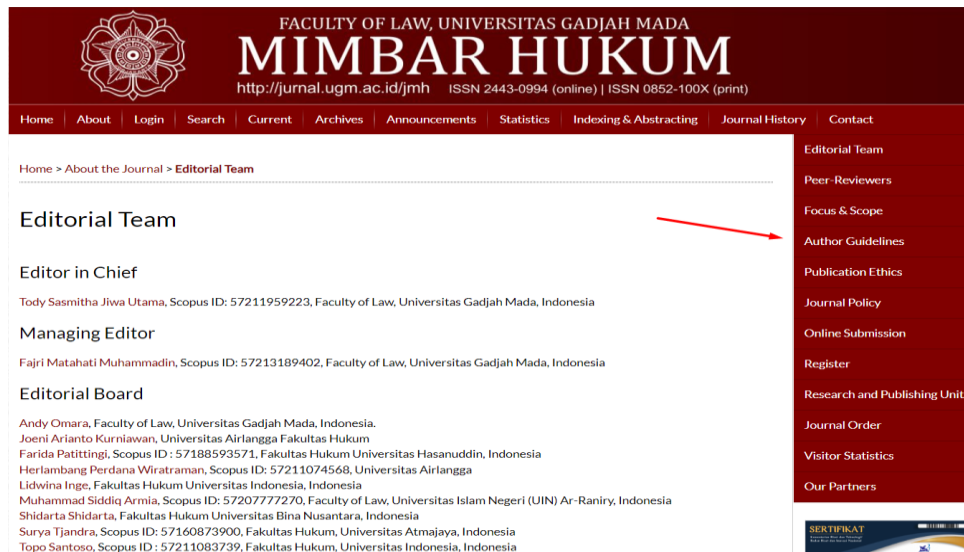 FACULTY OF LAW, UNIVERSITAS GADJAH MADA
MIMBAR HUKUM
http://jurnal.ugm.ac.id/jmh ISSN 2443-0994 (online) | ISSN 0852-100X (print)
Home About Login Search Current Archives Announcements Statistics Indexing & Abstracting Journal History Contact
Home > About the Journal > Editorial Team
Editorial Team
Editor in Chief
Tody Sasmitha Jiwa Utama, Scopus ID: 57211959223, Faculty of Law, Universitas Gadjah Mada, Indonesia
Managing Editor
Fajri Matahati Muhammadin, Scopus ID: 57213189402, Faculty of Law, Universitas Gadjah Mada, Indonesia
Editorial Board
Andy Omara, Faculty of Law, Universitas Gadjah Mada, Indonesia.
Joeni Arianto Kurniawan, Universitas Airlangga Fakultas Hukum
Farida Patittingi, Scopus ID : 57188593571, Fakultas Hukum Universitas Hasanuddin, Indonesia
Herlambang Perdana Wiratraman, Scopus ID: 57211074568, Universitas Airlangga
Lidwina Inge, Fakultas Hukum Universitas Indonesia, Indonesia
Muhammad Siddiq Armia, Scopus ID: 57207777270, Faculty of Law, Universitas Islam Negeri (UIN) Ar-Raniry, Indonesia
Shidarta Shidarta, Fakultas Hukum Universitas Bina Nusantara, Indonesia
Surya Tjandra, Scopus ID: 57160873900, Fakultas Hukum, Universitas Atmajaya, Indonesia
Topo Santoso, Scopus ID : 57211083739, Fakultas Hukum, Universitas Indonesia, Indonesia
Editorial Team
Peer-Reviewers
Focus & Scope
Author Guidelines
Publication Ethics
Journal Policy
Online Submission
Register
Research and Publishing Unit
Journal Order
Visitor Statistics
Our Partners
SERTIFIKAT